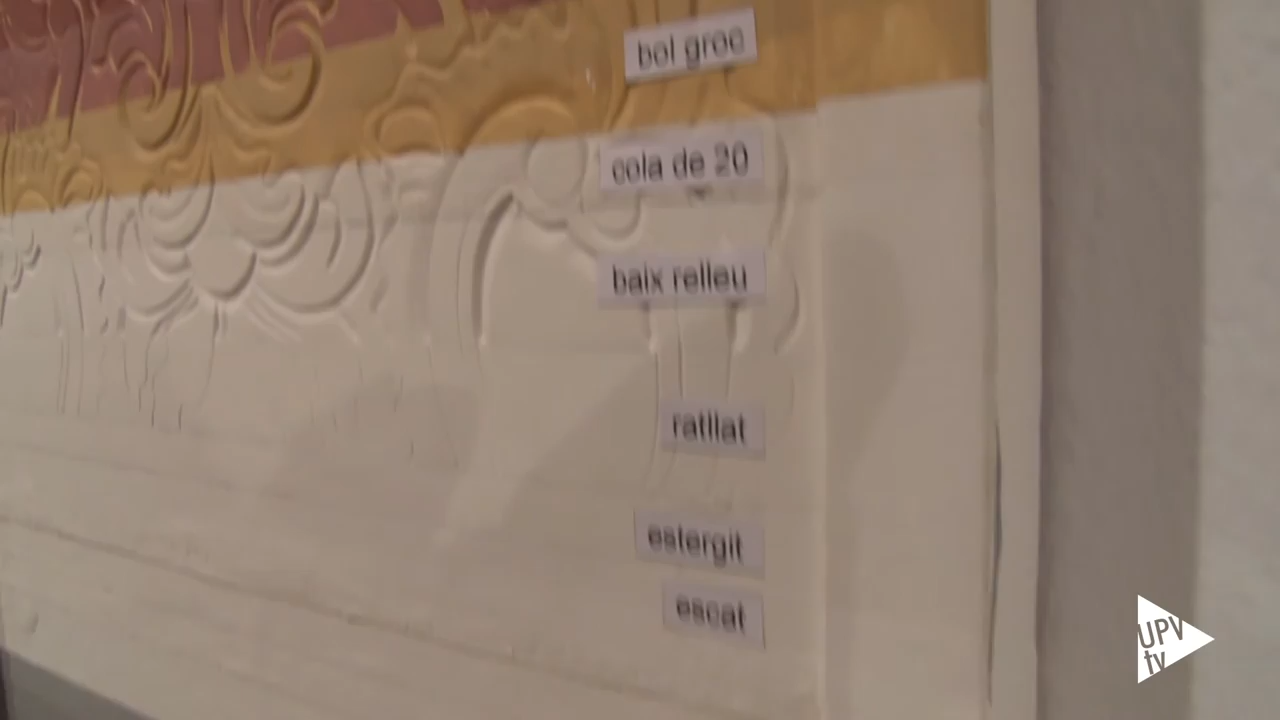 bol groc
cola de 20
baix relleu
ratllat
estergit
escat
UPV
tv